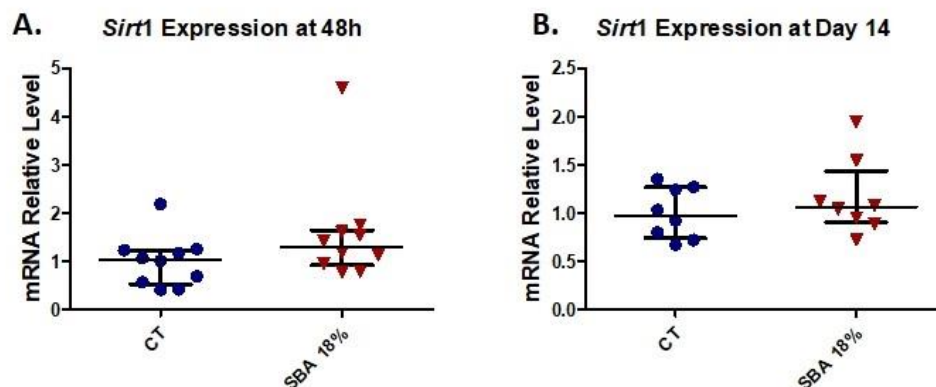 A.
Sirt1 Expression at 48h
mRNA Relative Level
5
4
3
2
1
0
CT
SBA 18%
B.
Sirt1 Expression at Day 14
mRNA Relative Level
2.5
2.0
1.5
1.0
0.5
0.0
CT
SBA 18%